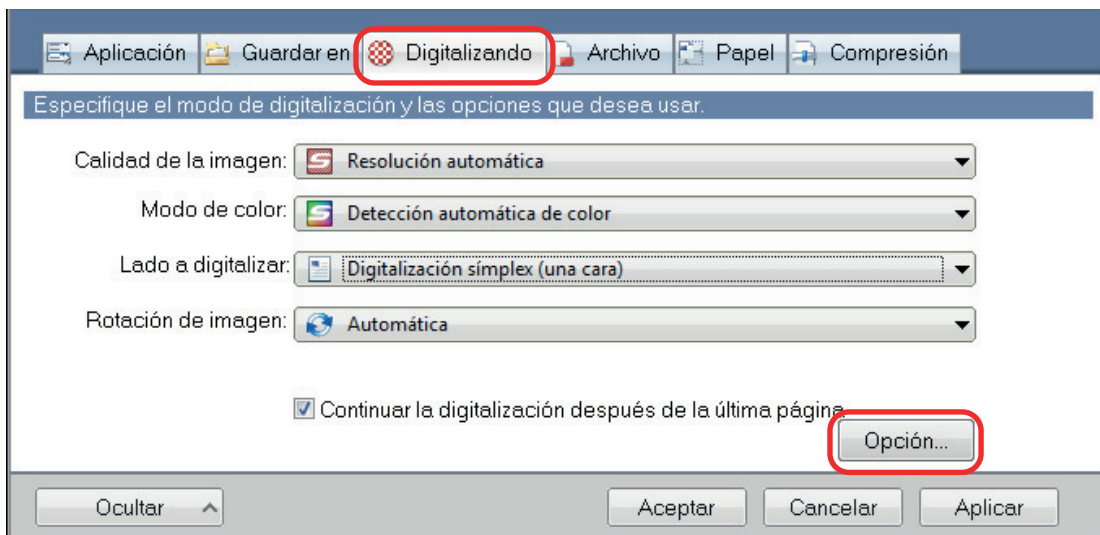 Aplicación Guardar en Digitalizando Archivo Papel Compresión
Especifique el modo de digitalización y las opciones que desea usar.
Calidad de la imagen: Resolución automática
Modo de color: Detección automática de color
Lado a digitalizar: Digitalización símplex (una cara)
Rotación de imagen: Automática
Continuar la digitalización después de la última página
Opción...
Ocultar Aceptar Cancelar Aplicar